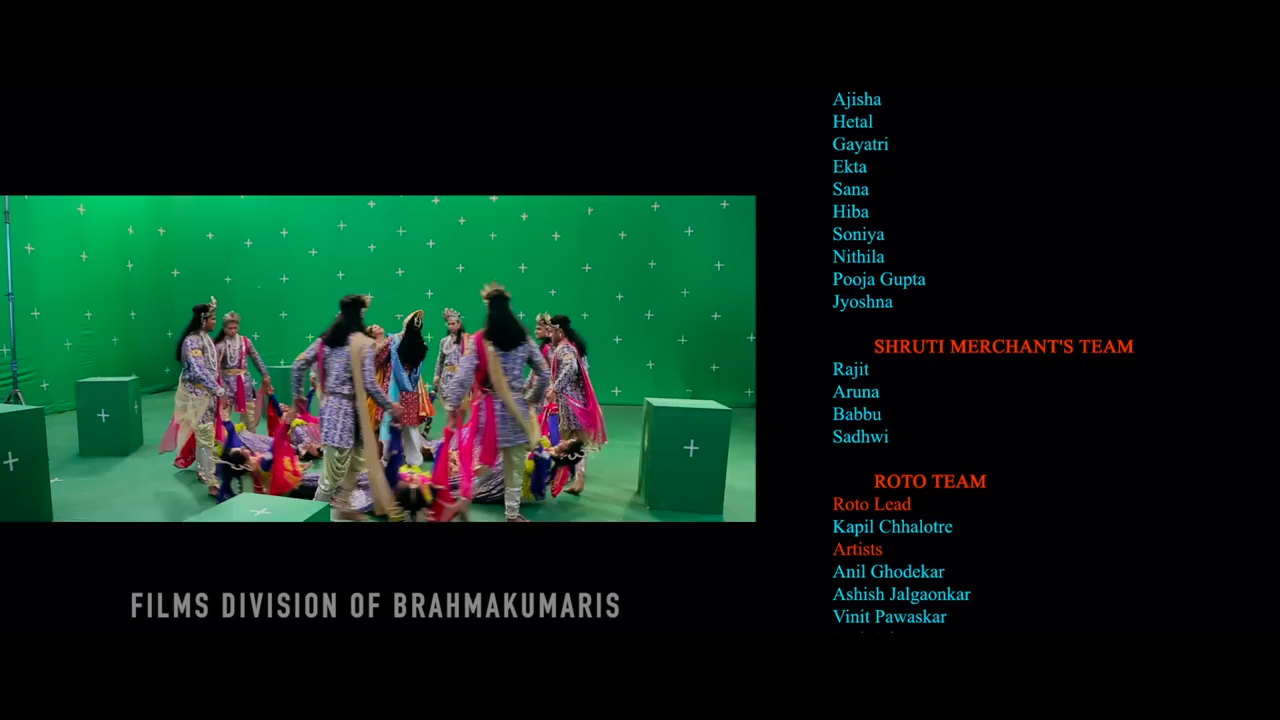 Ajisha
Hetal
Gayatri
Ekta
Sana
Hiba
Soniya
Nithila
Pooja Gupta
Jyoshna
SHRUTI MERCHANT'S TEAM
Rajit
Aruna
Babbu
Sadhwi
ROTO TEAM
Roto Lead
Kapil Chhalotre
Artists
Anil Ghodekar
Ashish Jalgaonkar
Vinit Pawaskar
FILMS DIVISION OF BRAHMAKUMARIS